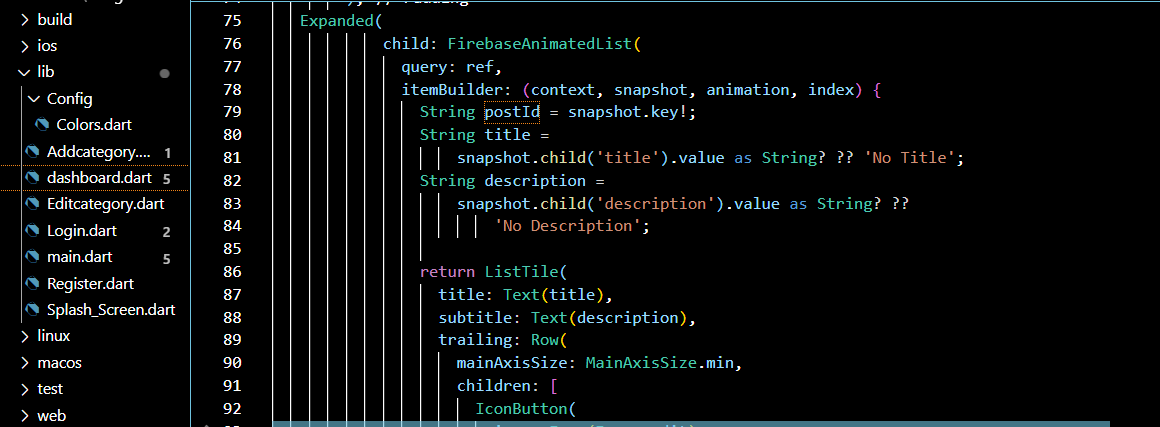 build
ios
lib
Config
Colors.dart
Addcategory.... 1
dashboard.dart 5
Editcategory.dart
Login.dart 2
main.dart 5
Register.dart
Splash_Screen.dart
linux
macos
test
web
75 Expanded(
76 child: FirebaseAnimatedList(
77 query: ref,
78 itemBuilder: (context, snapshot, animation, index) {
79 String postId = snapshot.key!;
80 String title =
81 snapshot.child('title').value as String? ?? 'No Title';
82 String description =
83 snapshot.child('description').value as String? ??
84 'No Description';
85
86 return ListTile(
87 title: Text(title),
88 subtitle: Text(description),
89 trailing: Row(
90 mainAxisSize: MainAxisSize.min,
91 children: [
92 IconButton(